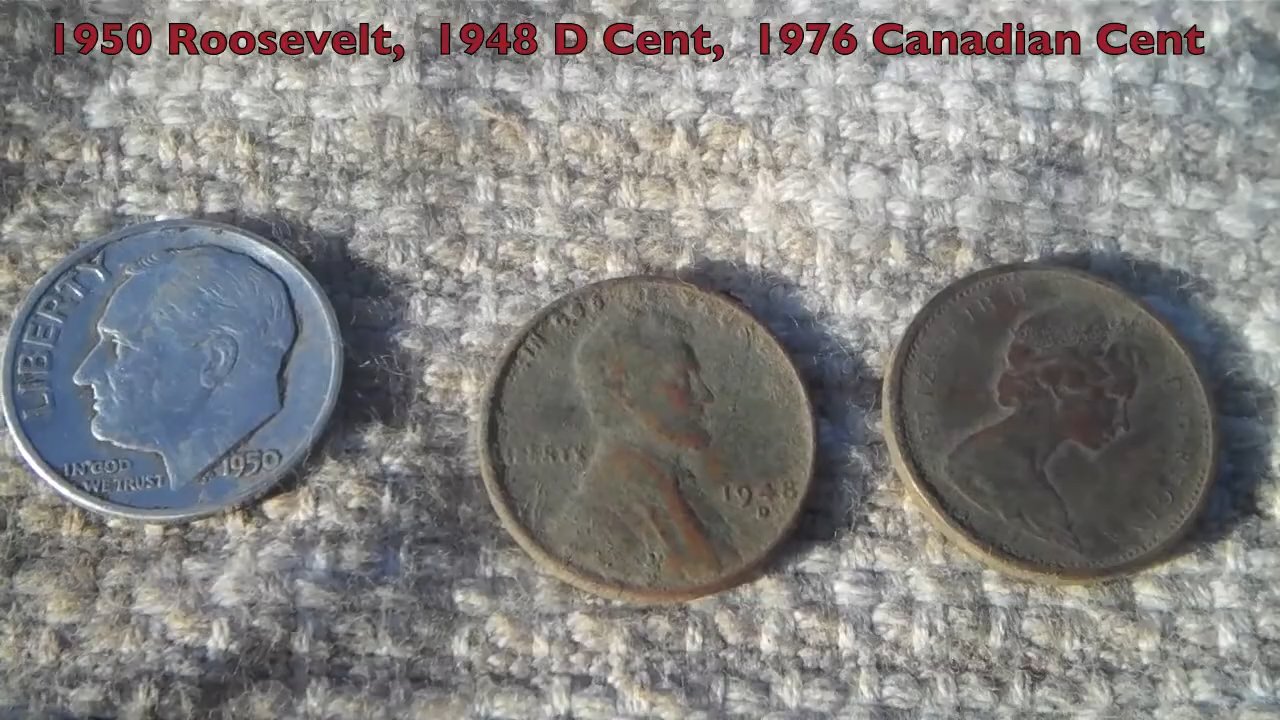 1950 Roosevelt, 1948 D Cent, 1976 Canadian Cent
LIBERTY
IN GOD
WE TRUST
1950
LIBERTY
1948
D